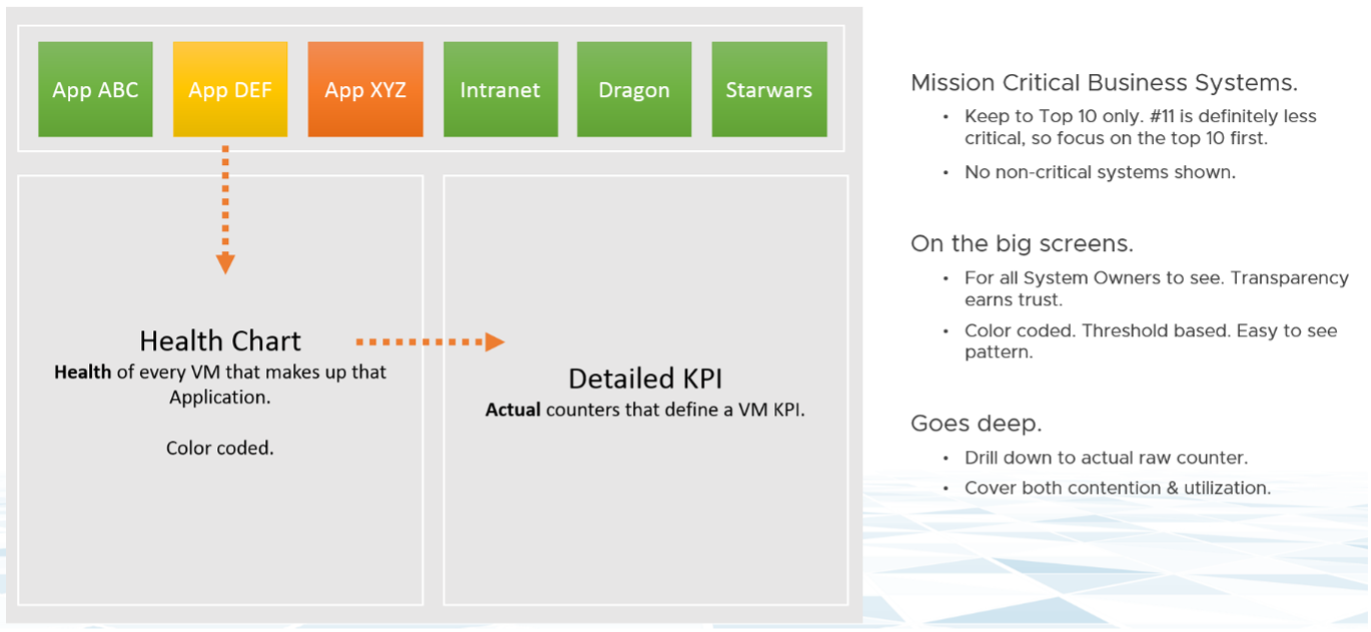 App ABC
App DEF
App XYZ
Intranet
Dragon
Starwars
Health Chart
Health of every VM that makes up that
Application.
Color coded.
Detailed KPI
Actual counters that define a VM KPI.
Mission Critical Business Systems.
• Keep to Top 10 only. #11 is definitely less
critical, so focus on the top 10 first.
• No non-critical systems shown.
On the big screens.
• For all System Owners to see. Transparency
earns trust.
• Color coded. Threshold based. Easy to see
pattern.
Goes deep.
• Drill down to actual raw counter.
• Cover both contention & utilization.